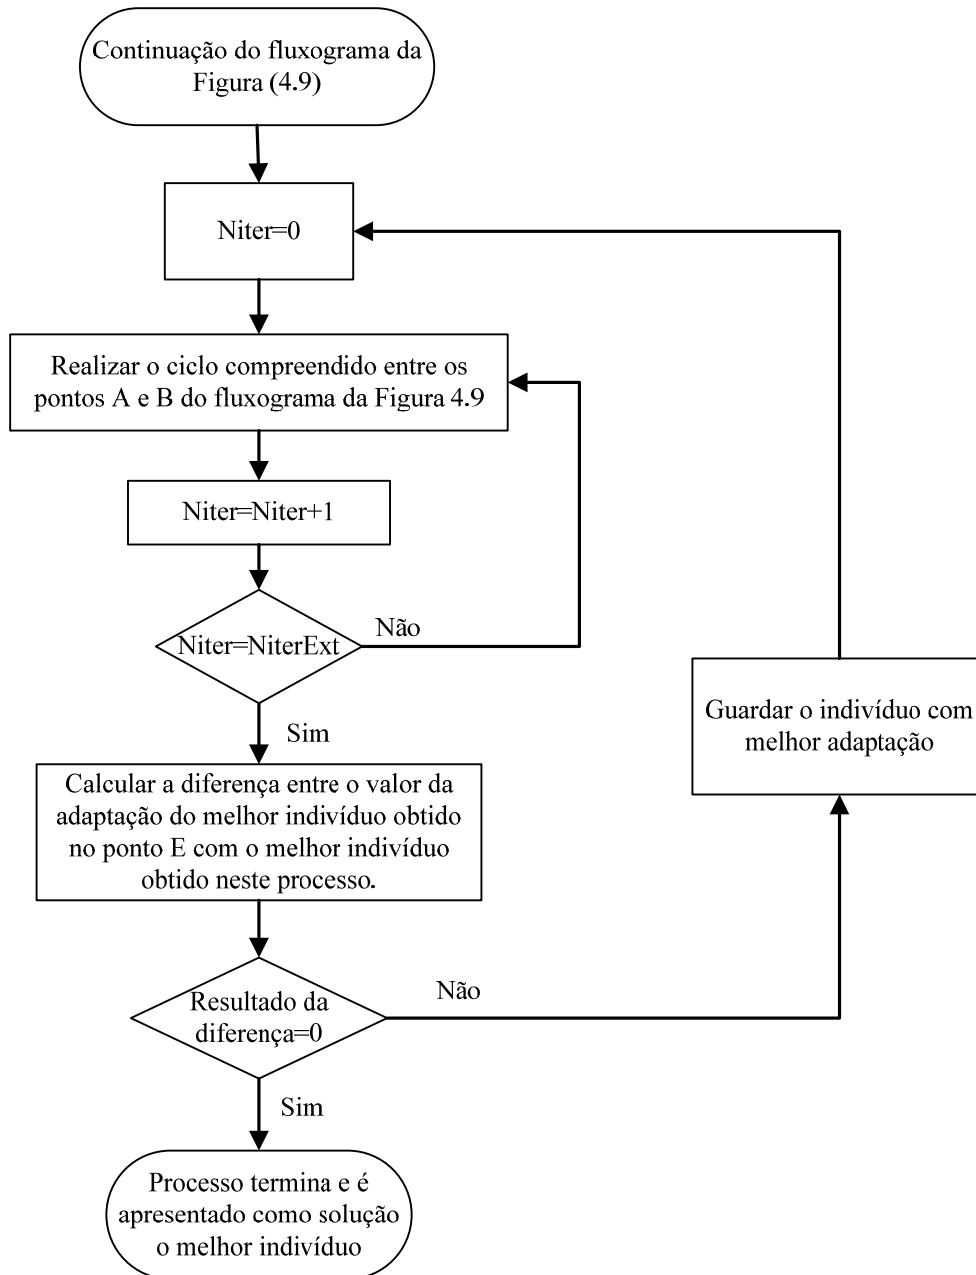 Continuação do fluxograma da
Figura (4.9)
Niter=0
Realizar o ciclo compreendido entre os
pontos A e B do fluxograma da Figura 4.9
Niter=Niter+1
Niter=NiterExt
Não
Sim
Guardar o indivíduo com
melhor adaptação
Calcular a diferença entre o valor da
adaptação do melhor indivíduo obtido
no ponto E com o melhor indivíduo
obtido neste processo.
Resultado da
diferença=0
Não
Sim
Processo termina e é
apresentado como solução
o melhor indivíduo